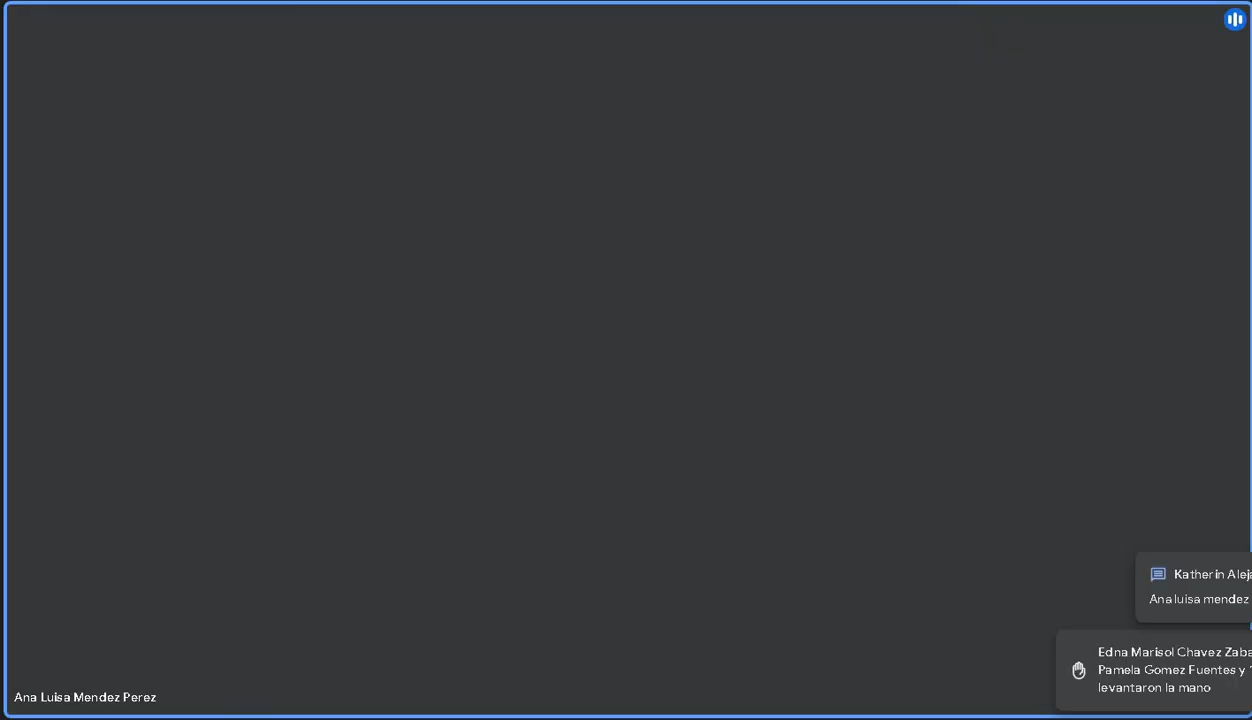 Katherin Alej
Ana luisa mendez
Edna Marisol Chavez Zaba
Pamela Gomez Fuentes y
levantaron la mano
Ana Luisa Mendez Perez